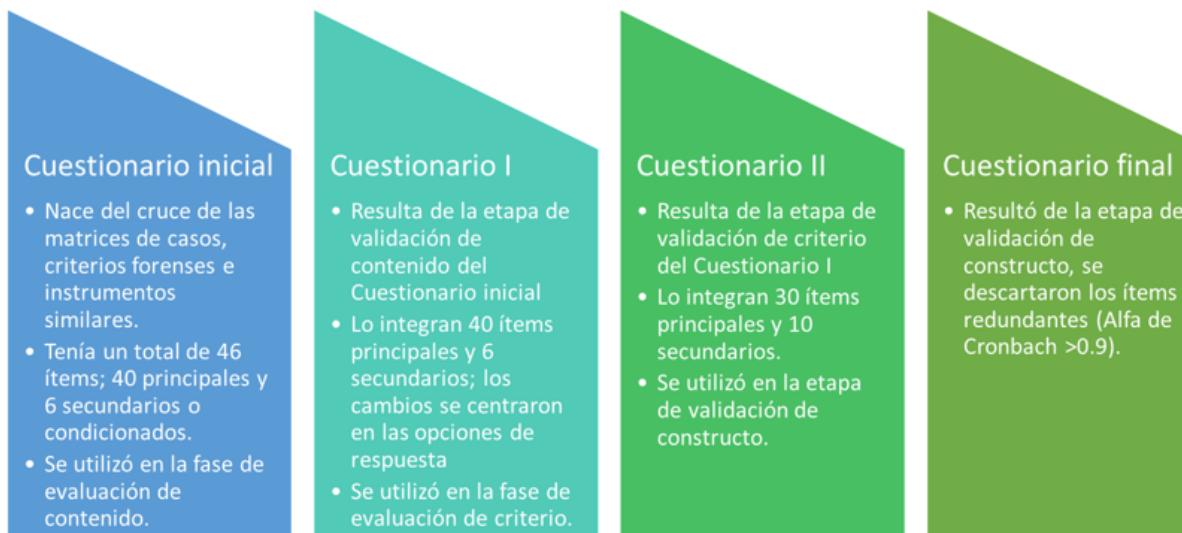 Cuestionario inicial
• Nace del cruce de las
matrices de casos,
criterios forenses e
instrumentos
similares.
• Tenía un total de 46
ítems; 40 principales y
6 secundarios o
condicionados.
• Se utilizó en la fase de
evaluación de
contenido.
Cuestionario I
• Resulta de la etapa de
validación de
contenido del
Cuestionario inicial
• Lo integran 40 ítems
principales y 6
secundarios; los
cambios se centraron
en las opciones de
respuesta
• Se utilizó en la fase de
evaluación de criterio.
Cuestionario II
• Resulta de la etapa de
validación de criterio
del Cuestionario I
• Lo integran 30 ítems
principales y 10
secundarios.
• Se utilizó en la etapa
de validación de
constructo.
Cuestionario final
• Resultó de la etapa de
validación de
constructo, se
descartaron los ítems
redundantes (Alfa de
Cronbach >0.9).